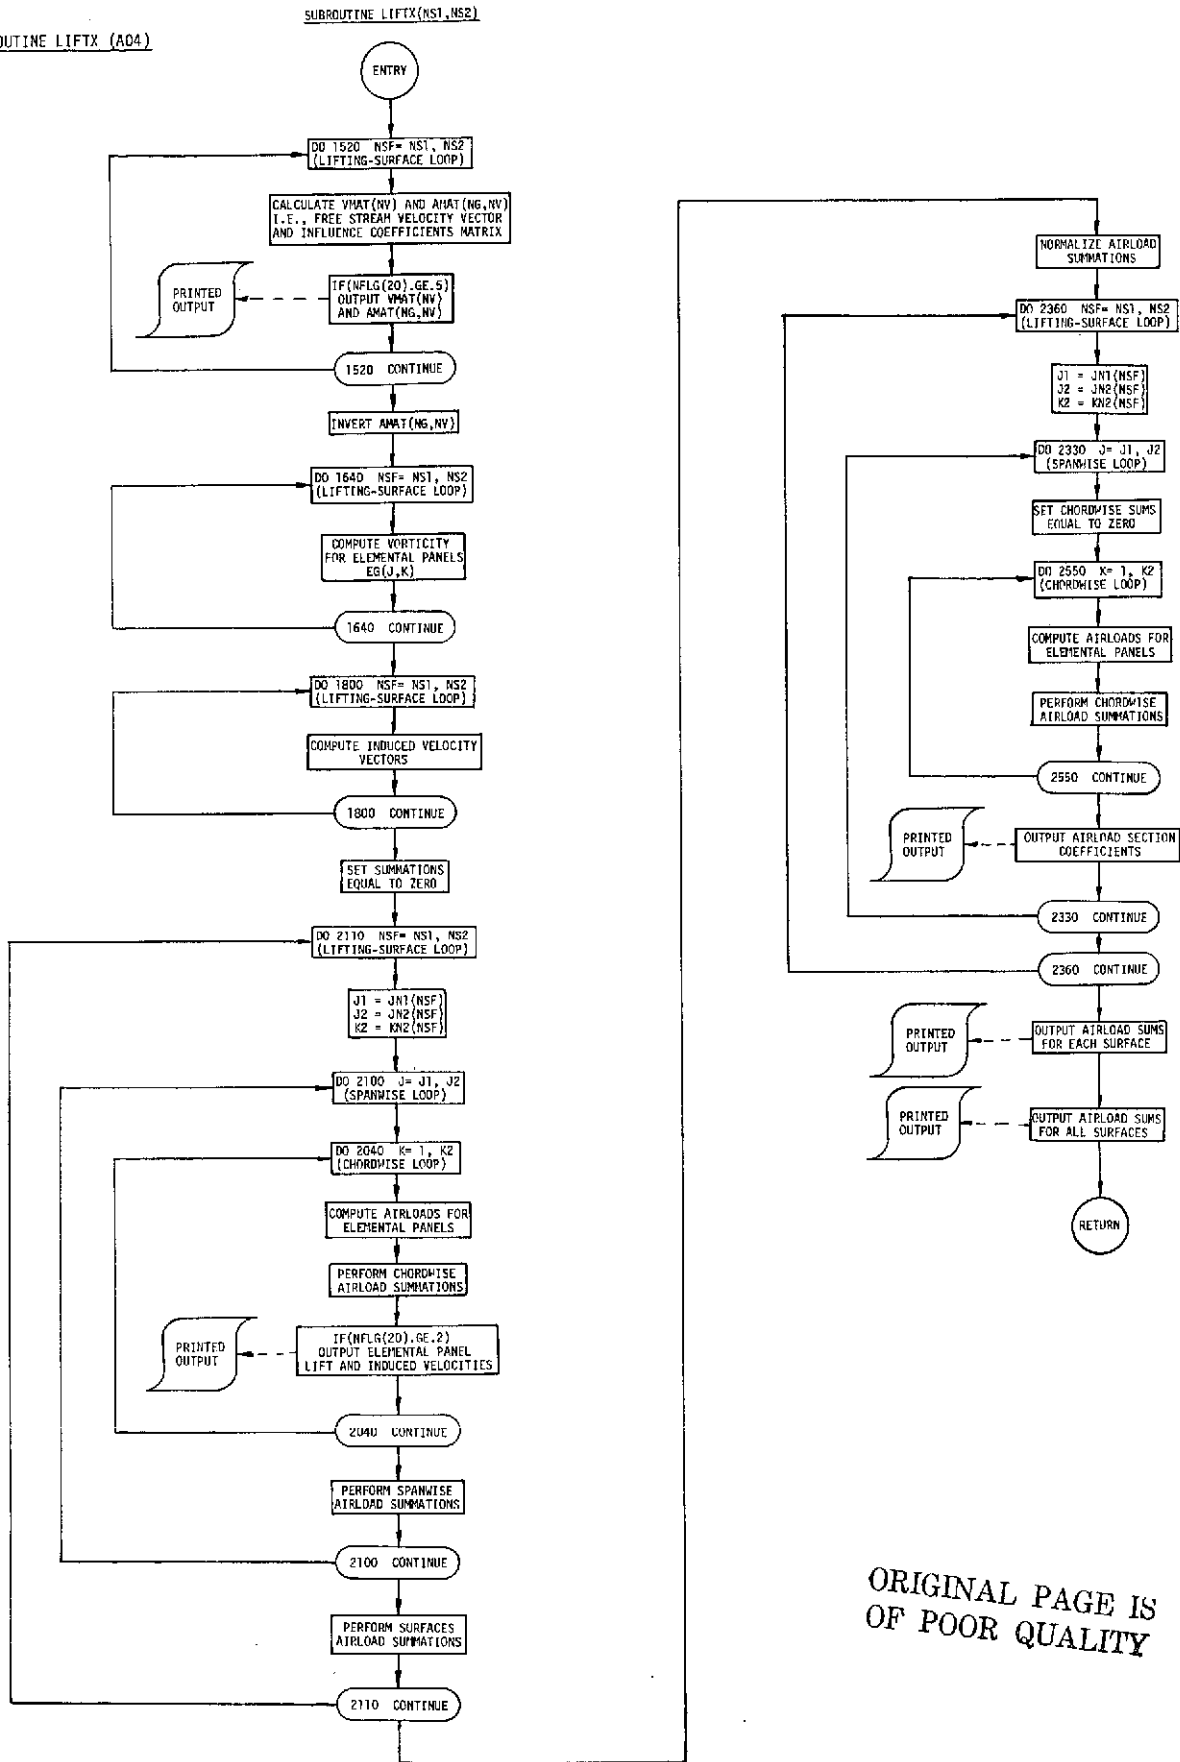 SUBROUTINE LIFTX(NS1,NS2)
OUTINE LIFTX (A04)
ENTRY
DO 1520 NSF= NS1, NS2
(LIFTING-SURFACE LOOP)
CALCULATE VMAT(NV) AND AMAT(NG,NV)
I.E., FREE STREAM VELOCITY VECTOR
AND INFLUENCE COEFFICIENTS MATRIX
IF(NFLG(20).GE.5)
OUTPUT VMAT(NV)
AND AMAT(NG,NV)
PRINTED
OUTPUT
1520 CONTINUE
INVERT AMAT(NG,NV)
DO 1640 NSF= NS1, NS2
(LIFTING-SURFACE LOOP)
COMPUTE VORTICITY
FOR ELEMENTAL PANELS
EG(J,K)
1640 CONTINUE
DO 1800 NSF= NS1, NS2
(LIFTING-SURFACE LOOP)
COMPUTE INDUCED VELOCITY
VECTORS
1800 CONTINUE
SET SUMMATIONS
EQUAL TO ZERO
DO 2110 NSF= NS1, NS2
(LIFTING-SURFACE LOOP)
J1 = JN1(NSF)
J2 = JN2(NSF)
K2 = KN2(NSF)
DO 2100 J= J1, J2
(SPANWISE LOOP)
DO 2040 K= 1, K2
(CHORDWISE LOOP)
COMPUTE AIRLOADS FOR
ELEMENTAL PANELS
PERFORM CHORDWISE
AIRLOAD SUMMATIONS
IF(NFLG(20).GE.2)
OUTPUT ELEMENTAL PANEL
LIFT AND INDUCED VELOCITIES
PRINTED
OUTPUT
2040 CONTINUE
PERFORM SPANWISE
AIRLOAD SUMMATIONS
2100 CONTINUE
PERFORM SURFACES
AIRLOAD SUMMATIONS
2110 CONTINUE
NORMALIZE AIRLOAD
SUMMATIONS
DO 2360 NSF= NS1, NS2
(LIFTING-SURFACE LOOP)
J1 = JN1(NSF)
J2 = JN2(NSF)
K2 = KN2(NSF)
DO 2330 J= J1, J2
(SPANWISE LOOP)
SET CHORDWISE SUMS
EQUAL TO ZERO
DO 2550 K= 1, K2
(CHORDWISE LOOP)
COMPUTE AIRLOADS FOR
ELEMENTAL PANELS
PERFORM CHORDWISE
AIRLOAD SUMMATIONS
2550 CONTINUE
OUTPUT AIRLOAD SECTION
COEFFICIENTS
PRINTED
OUTPUT
2330 CONTINUE
2360 CONTINUE
OUTPUT AIRLOAD SUMS
FOR EACH SURFACE
PRINTED
OUTPUT
OUTPUT AIRLOAD SUMS
FOR ALL SURFACES
PRINTED
OUTPUT
RETURN
ORIGINAL PAGE IS
OF POOR QUALITY